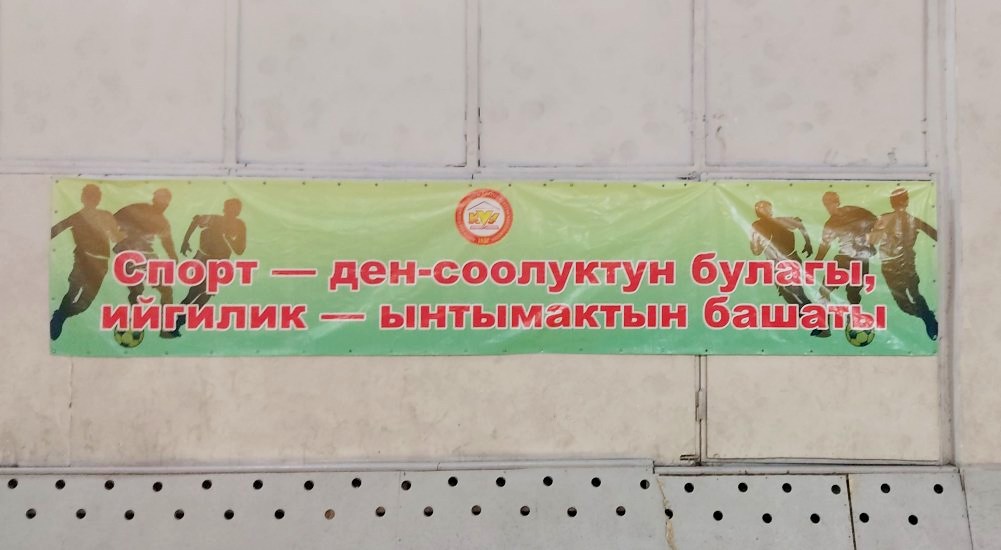 Спорт — ден-соолуктун булагы,
ийгилик — ынтымактын башаты